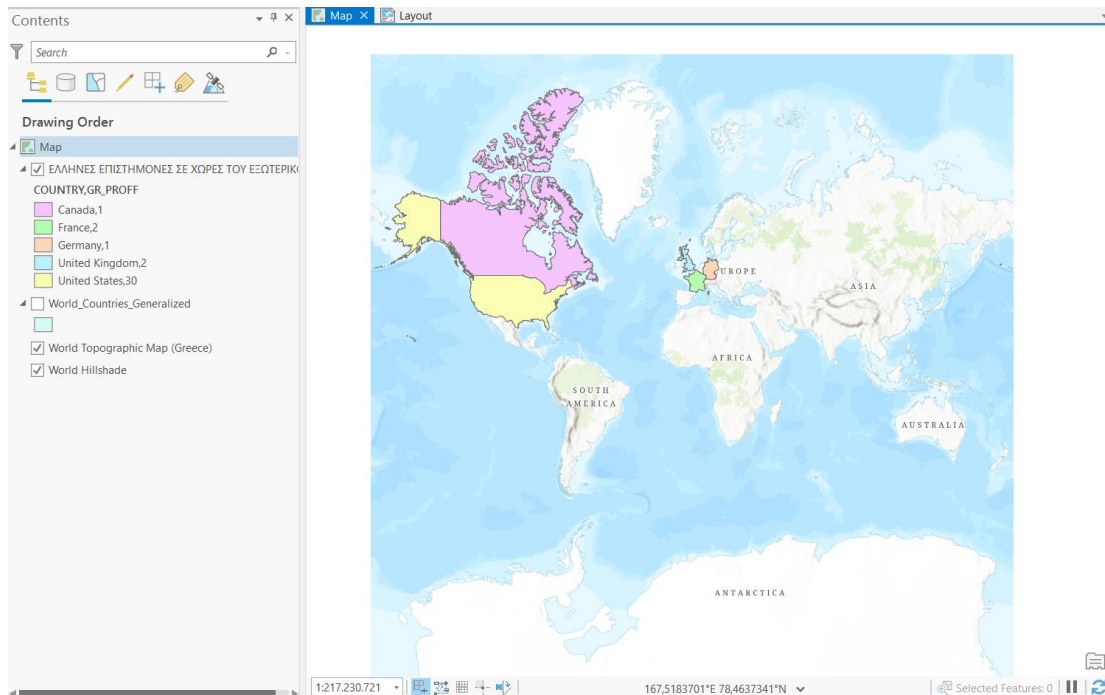 Contents
Map
Layout
Search
Drawing Order
Map
ΕΛΛΗΝΕΣ ΕΠΙΣΤΗΜΟΝΕΣ ΣΕ ΧΩΡΕΣ ΤΟΥ ΕΞΩΤΕΡΙΚ
COUNTRY,GR_PROFF
Canada,1
France,2
Germany,1
United Kingdom,2
United States,30
World_Countries_Generalized
World Topographic Map (Greece)
World Hillshade
UROPE
ASIA
AFRICA
SOUTH
AMERICA
AUSTRALIA
ANTARCTICA
1:217.230.721
167,5183701°E 78,4637341°N
Selected Features: 0